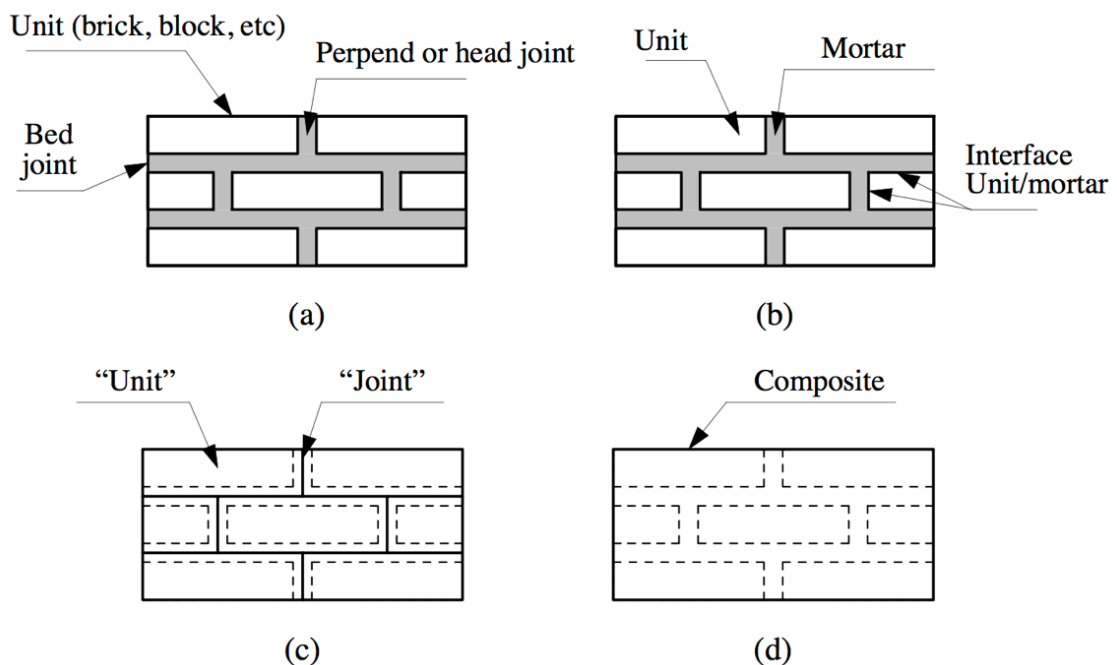 Unit (brick, block, etc)
Perpend or head joint
Bed
joint
(a)
Unit
Mortar
Interface
Unit/mortar
(b)
“Unit”
“Joint”
(c)
Composite
(d)